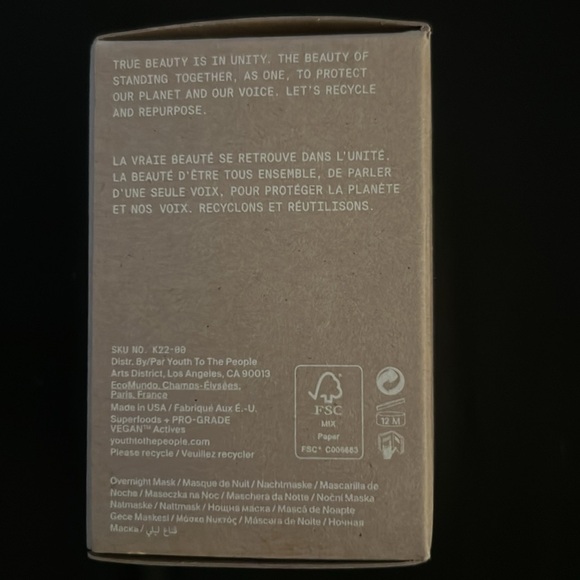 TRUE BEAUTY IS IN UNITY. THE BEAUTY OF
STANDING TOGETHER, AS ONE, TO PROTECT
OUR PLANET AND OUR VOICE. LET'S RECYCLE
AND REPURPOSE.
LA VRAIE BEAUTÉ SE RETROUVE DANS L'UNITÉ.
LA BEAUTÉ D'ÊTRE TOUS ENSEMBLE, DE PARLER
D'UNE SEULE VOIX, POUR PROTÉGER LA PLANÈTE
ET NOS VOIX. RECYCLONS ET RÉUTILISONS.
SKU NO. K22-00
Distr. By/Par Youth To The People
Arts District, Los Angeles, CA 90013
EcoMundo, Champs-Élysées,
Paris, France
Made in USA / Fabriqué Aux É.-U.
Superfoods + PRO-GRADE
VEGAN™ Actives
youthtothepeople.com
Please recycle / Veuillez recycler
FSC
MIX
Paper
FSC® C006683
12 M
Overnight Mask / Masque de Nuit / Nachtmaske / Mascarilla de
Noche / Maseczka na Noc / Maschera da Notte / Noční Maska
Natmaske / Nattmask / Нощна маска / Mască de Noapte
Gece Maskesi / Μάσκα Νυκτός / Máscara de Noite / Ночная
Маска / قناع ليلي